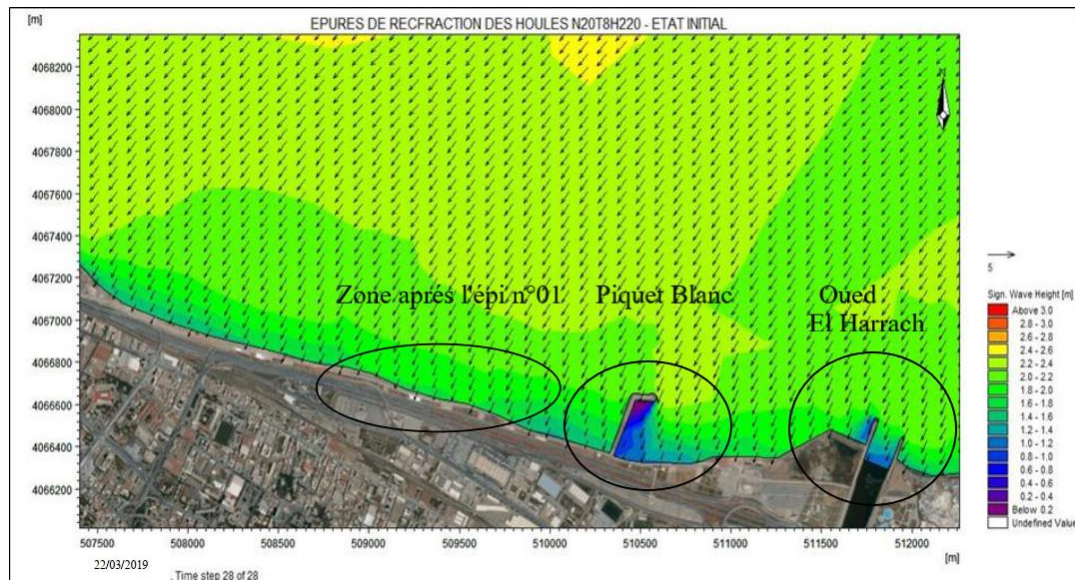 [m]
EPURES DE RECFRACTION DES HOULES N20T8H220 - ETAT INITIAL
4068200
4068000
4067800
4067600
4067400
4067200
4067000
4066800
4066600
4066400
4066200
N
Zone aprés l'épi n°01
Piquet Blanc
Oued
El Harrach
5
Sign. Wave Height [m]
Above 3.0
2.8 - 3.0
2.6 - 2.8
2.4 - 2.6
2.2 - 2.4
2.0 - 2.2
1.8 - 2.0
1.6 - 1.8
1.4 - 1.6
1.2 - 1.4
1.0 - 1.2
0.8 - 1.0
0.6 - 0.8
0.4 - 0.6
0.2 - 0.4
Below 0.2
Undefined Value
507500 508000 508500 509000 509500 510000 510500 511000 511500 512000
[m]
22/03/2019
, Time step 28 of 28